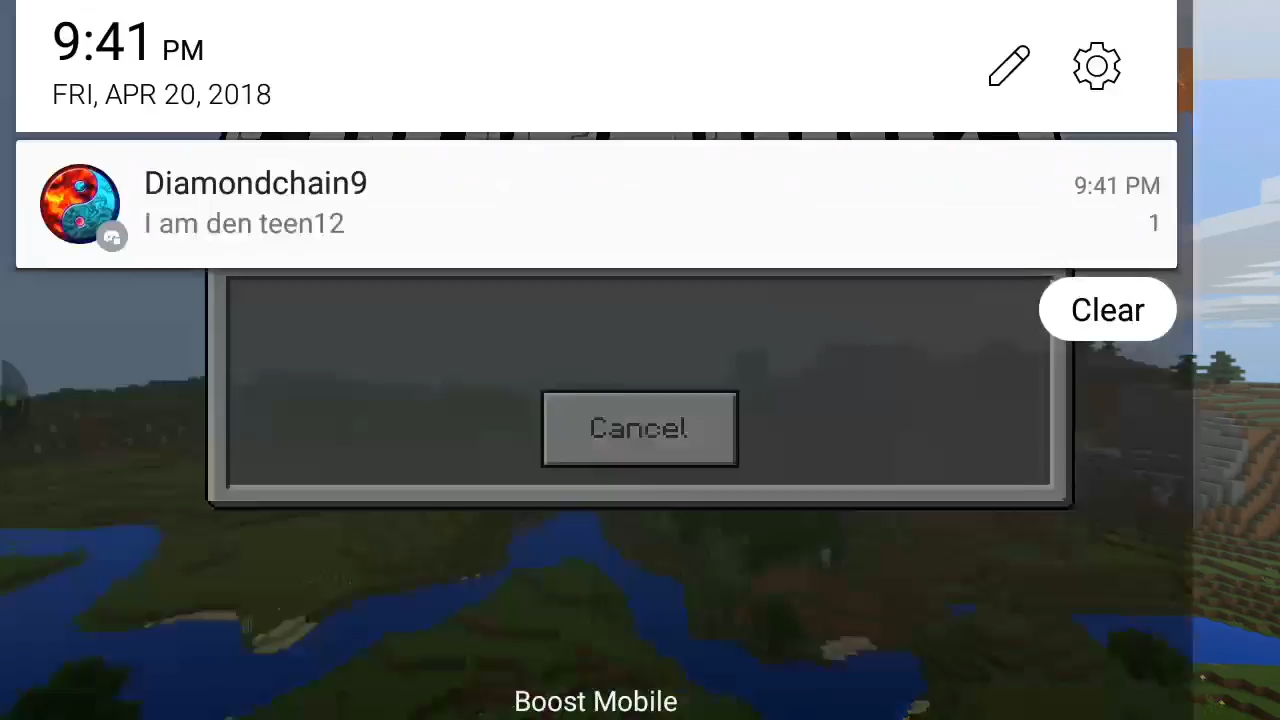 9:41 PM
FRI, APR 20, 2018
Diamondchain9
9:41 PM
I am den teen12
1
Clear
Cancel
Boost Mobile